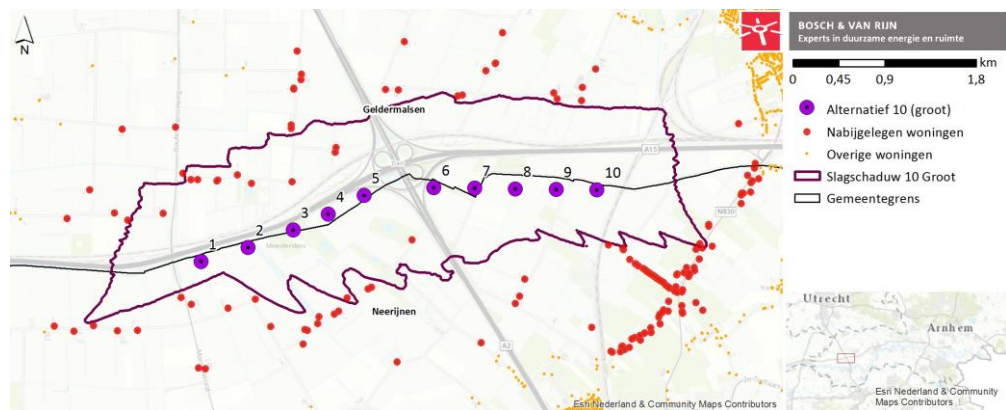 N
Geldermalsen
A15
1
2
3
4
5
6
7
8
9
10
N830
Neerijnen
A2
Esri Nederland & Community Maps Contributors
BOSCH & VAN RIJN
Experts in duurzame energie en ruimte
km
0 0,45 0,9 1,8
Alternatief 10 (groot)
Nabijgelegen woningen
Overige woningen
Slagschaduw 10 Groot
Gemeentegrens
Utrecht
Arnhem
Esri Nederland & Community
Maps Contributors